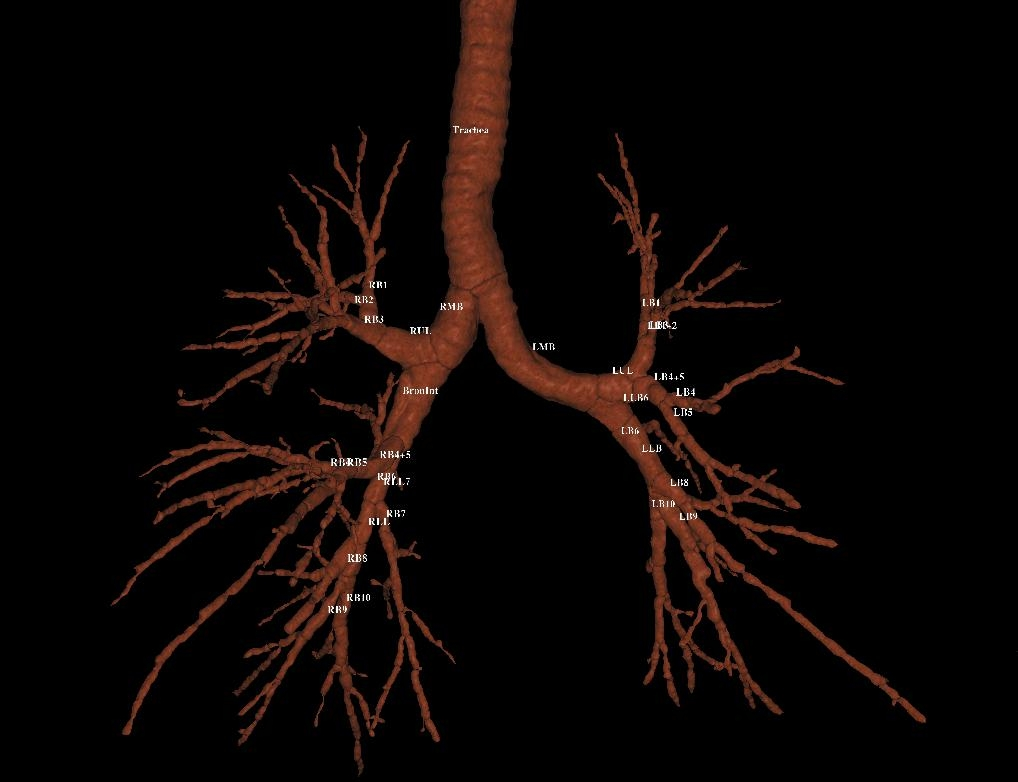 Trachea
RB1
RB2
RMB
LB1
RB3
RUL
LMB
LUL
LB4+5
BronInt
LB4
LLB6
LB5
LB6
LLB
RB4+5
RB5
RB6
RLL7
LB8
LB10
RB7
LB9
RLL
RB8
RB10
RB9